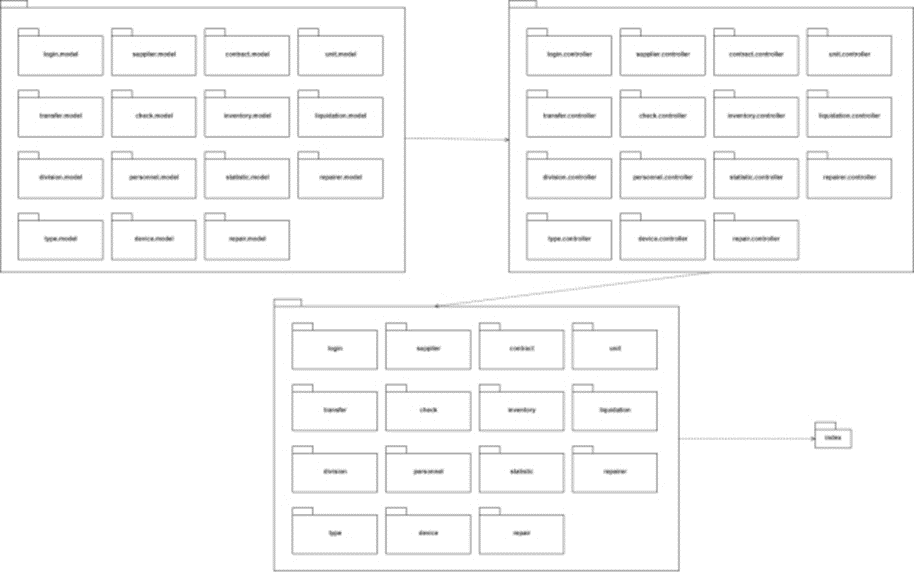 login.model supplier.model contract.model unit.model
transfer.model check.model inventory.model liquidation.model
division.model personnel.model statistic.model repairer.model
type.model device.model repair.model
login.controller supplier.controller contract.controller unit.controller
transfer.controller check.controller inventory.controller liquidation.controller
division.controller personnel.controller statistic.controller repairer.controller
type.controller device.controller repair.controller
login supplier contract unit
transfer check inventory liquidation
division personnel statistic repairer
type device repair
index